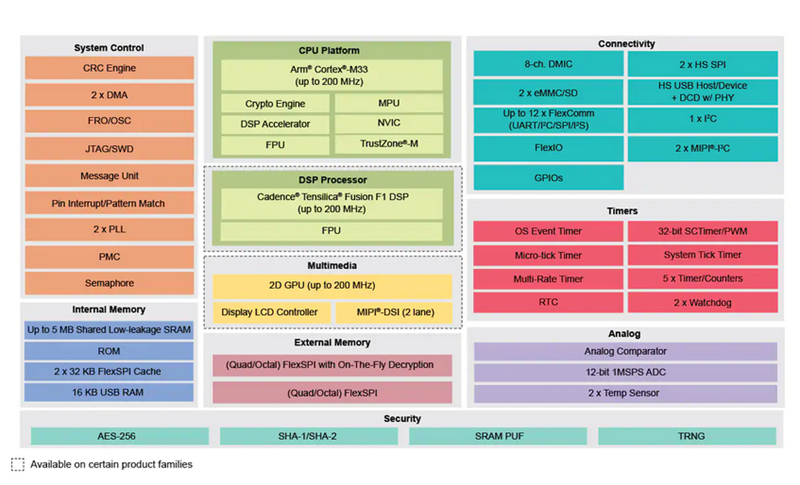 System Control
CRC Engine
2 x DMA
FRO/OSC
JTAG/SWD
Message Unit
Pin Interrupt/Pattern Match
2 x PLL
PMC
Semaphore
Internal Memory
Up to 5 MB Shared Low-leakage SRAM
ROM
2 x 32 KB FlexSPI Cache
16 KB USB RAM
CPU Platform
Arm® Cortex®-M33
(up to 200 MHz)
Crypto Engine
MPU
DSP Accelerator
NVIC
FPU
TrustZone®-M
DSP Processor
Cadence® Tensilica® Fusion F1 DSP
(up to 200 MHz)
FPU
Multimedia
2D GPU (up to 200 MHz)
Display LCD Controller
MIPI®-DSI (2 lane)
External Memory
(Quad/Octal) FlexSPI with On-The-Fly Decryption
(Quad/Octal) FlexSPI
Connectivity
8-ch. DMIC
2 x HS SPI
2 x eMMC/SD
HS USB Host/Device
+ DCD w/ PHY
Up to 12 x FlexComm
(UART/I²C/SPI/I²S)
1 x I²C
FlexIO
2 x MIPI®-I²C
GPIOs
Timers
OS Event Timer
32-bit SCTimer/PWM
Micro-tick Timer
System Tick Timer
Multi-Rate Timer
5 x Timer/Counters
RTC
2 x Watchdog
Analog
Analog Comparator
12-bit 1MSPS ADC
2 x Temp Sensor
Security
AES-256
SHA-1/SHA-2
SRAM PUF
TRNG
Available on certain product families